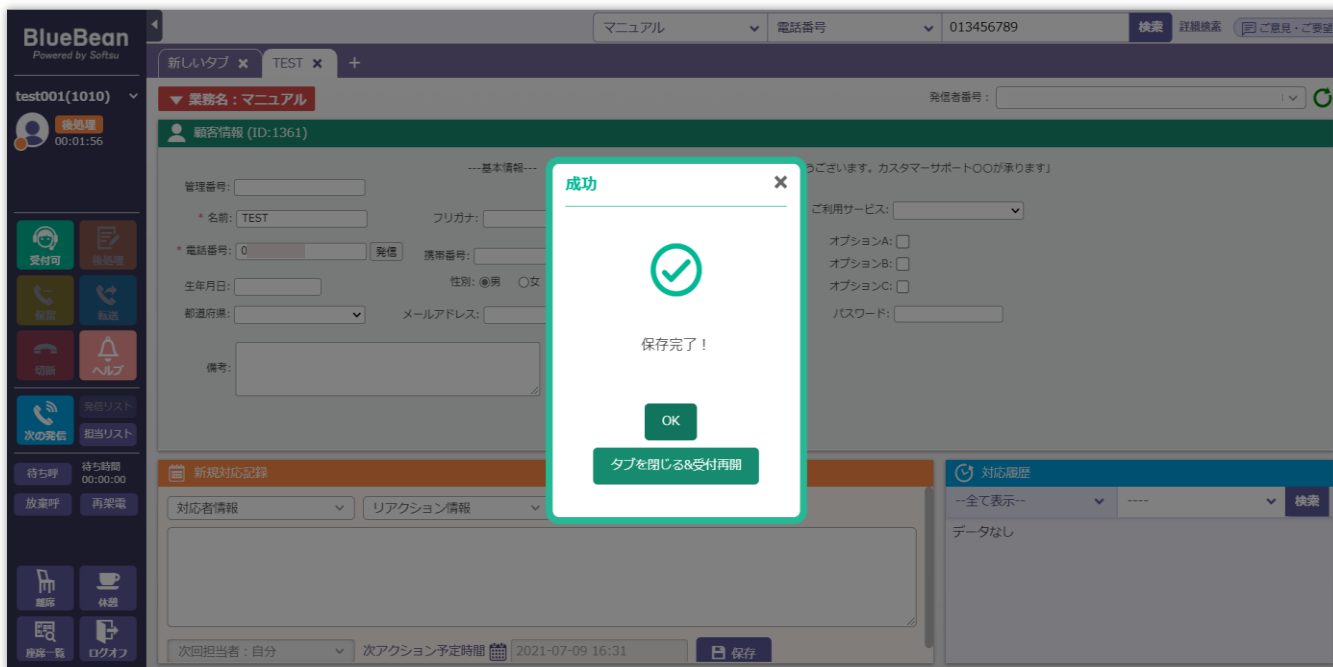 BlueBean
Powered by Softsu
マニュアル 電話番号 013456789 検索 詳細検索 ご意見・ご要望
新しいタブ × TEST × +
test001(1010)
後処理
00:01:56
▼ 業務名：マニュアル 発信者番号：
顧客情報 (ID:1361)
---基本情報--- うございます。カスタマーサポート〇〇が承ります」
管理番号:
* 名前: TEST フリガナ: ご利用サービス:
* 電話番号: 0 発信 携帯番号: オプションA:
オプションB:
生年月日: 性別: 男 女 オプションC:
都道府県: メールアドレス: パスワード:
備考:
成功 ×
保存完了！
OK
タブを閉じる&受付再開
受付可 後処理
保留 転送
切断 ヘルプ
次の発信 発信リスト
担当リスト
待ち呼 待ち時間
00:00:00
放棄呼 再架電
離席 休憩
座席一覧 ログオフ
新規対応記録
対応者情報 リアクション情報
次回担当者：自分 次アクション予定時間 2021-07-09 16:31 保存
対応履歴
--全て表示-- ---- 検索
データなし